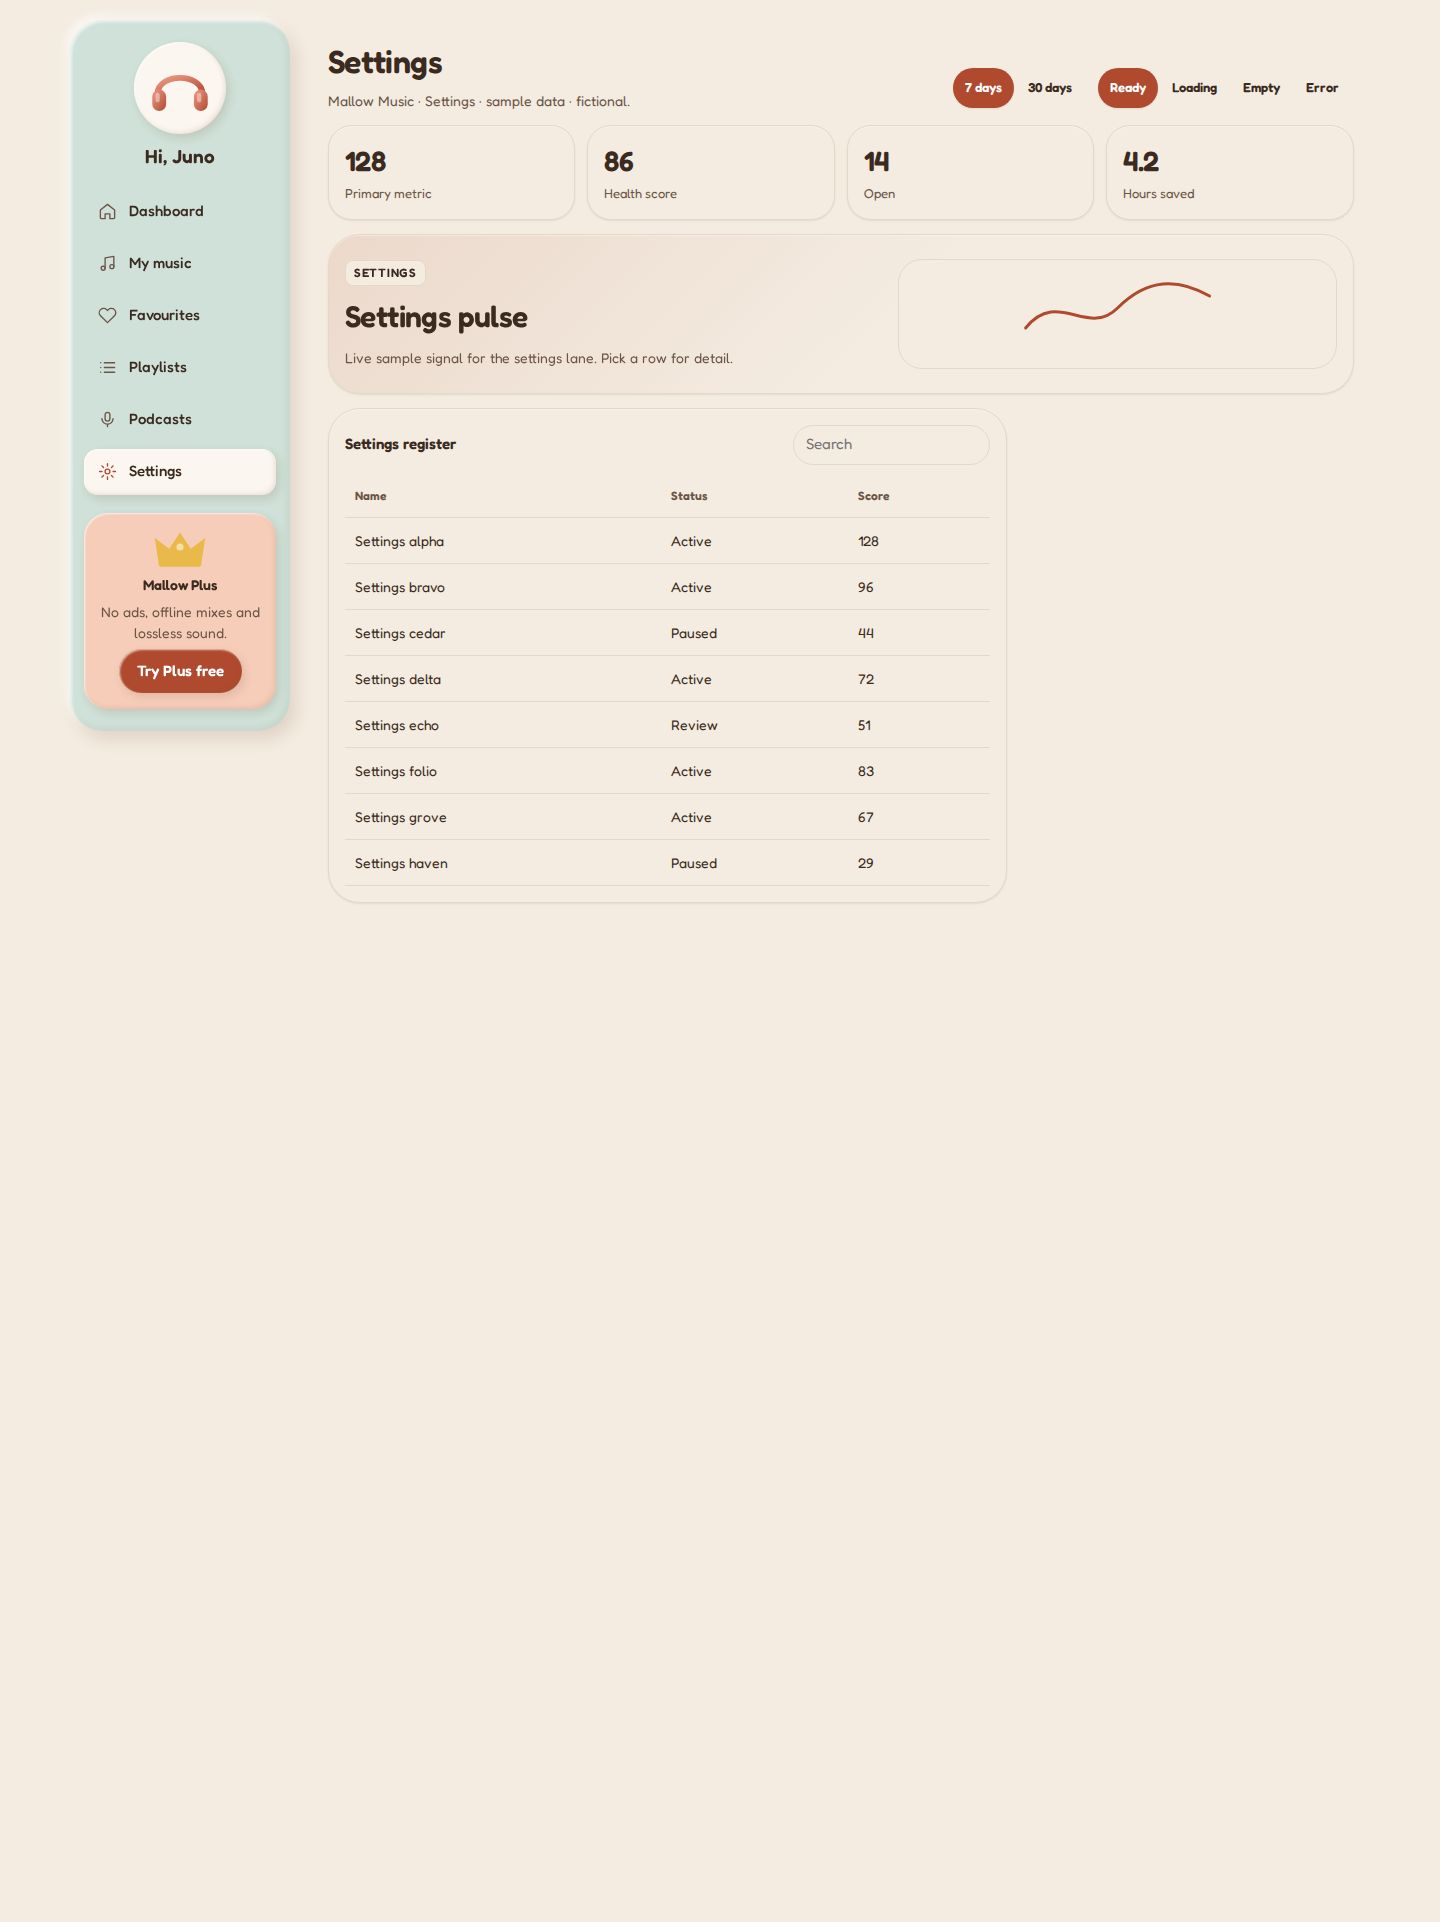 Hi, Juno
Dashboard
My music
Favourites
Playlists
Podcasts
Settings
Mallow Plus
No ads, offline mixes and
lossless sound.
Try Plus free
Settings
Mallow Music · Settings · sample data · fictional.
7 days 30 days Ready Loading Empty Error
128
Primary metric
86
Health score
14
Open
4.2
Hours saved
SETTINGS
Settings pulse
Live sample signal for the settings lane. Pick a row for detail.
Settings register
Search
Name Status Score
Settings alpha Active 128
Settings bravo Active 96
Settings cedar Paused 44
Settings delta Active 72
Settings echo Review 51
Settings folio Active 83
Settings grove Active 67
Settings haven Paused 29